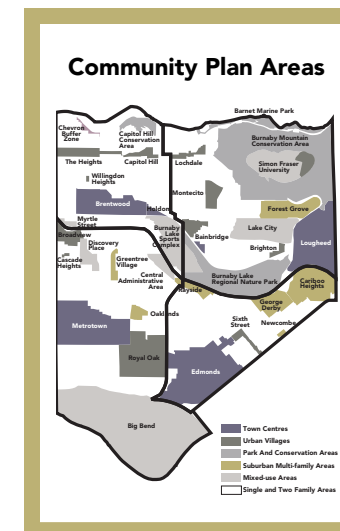 Community Plan Areas
Barnet Marine Park
Chevron
Buffer
Zone
Capitol Hill
Conservation
Area
Burnaby Mountain
Conservation Area
The Heights
Capitol Hill
Lochdale
Simon Fraser
University
Willingdon
Heights
Montecito
Brentwood
Holdom
Forest Grove
Myrtle
Street
Broadview
Burnaby
Lake
Sports
Complex
Lake City
Bainbridge
Discovery
Place
Brighton
Lougheed
Cascade
Heights
Greentree
Village
Central
Administrative
Area
Burnaby Lake
Regional Nature Park
Cariboo
Heights
Rayside
George
Derby
Oaklands
Sixth
Street
Newcombe
Metrotown
Royal Oak
Edmonds
Big Bend
Town Centres
Urban Villages
Park And Conservation Areas
Suburban Multi-family Areas
Mixed-use Areas
Single and Two Family Areas